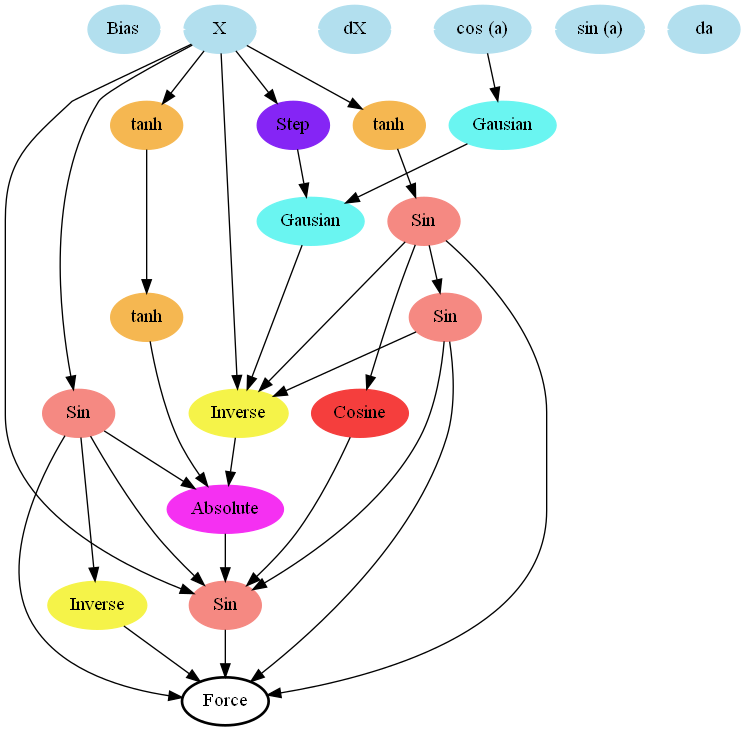 Bias X dX cos (a) sin (a) da
tanh Step tanh Gausian
Gausian Sin
tanh Sin
Sin Inverse Cosine
Absolute
Inverse Sin
Force